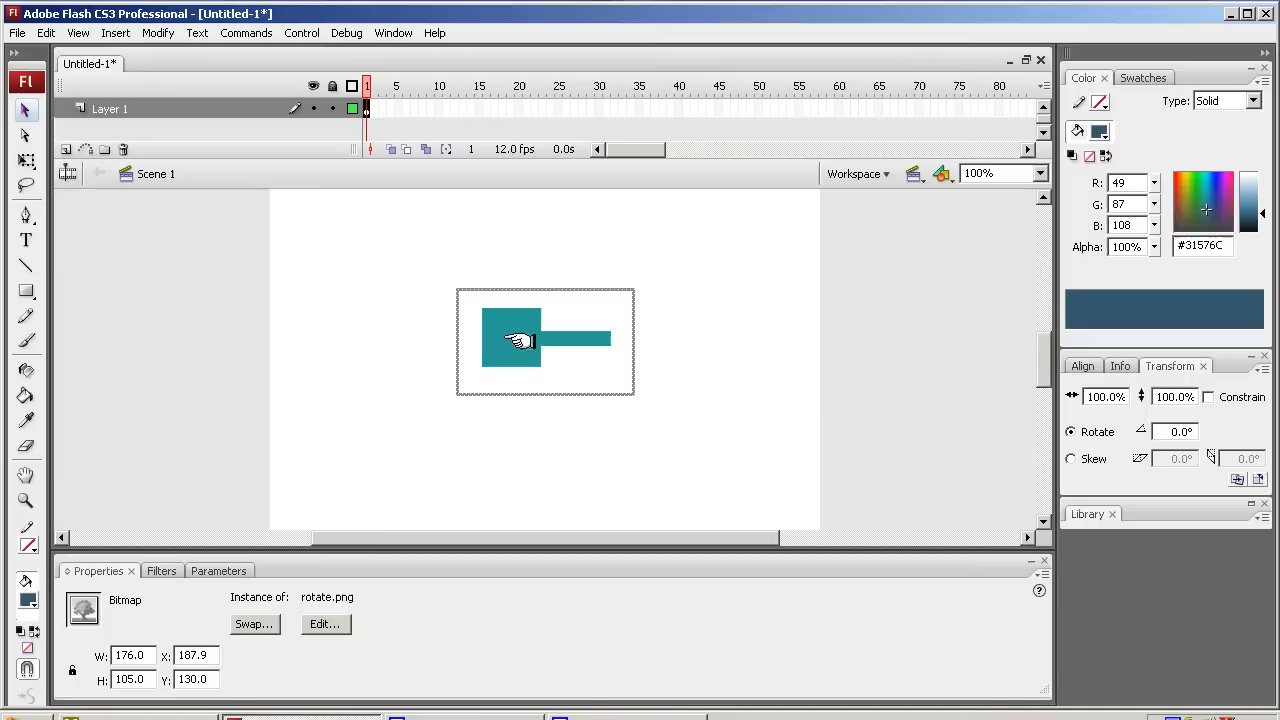 Fl Adobe Flash CS3 Professional - [Untitled-1*]
File Edit View Insert Modify Text Commands Control Debug Window Help
Untitled-1*
Fl
1 5 10 15 20 25 30 35 40 45 50 55 60 65 70 75 80
Layer 1
1 12.0 fps 0.0s
Scene 1 Workspace 100%
Color Swatches
Type: Solid
R: 49
G: 87
B: 108
Alpha: 100% #31576C
Align Info Transform
100.0% 100.0% Constrain
Rotate 0.0°
Skew 0.0° 0.0°
Library
T
Properties Filters Parameters
Bitmap Instance of: rotate.png
Swap... Edit...
W: 176.0 X: 187.9
H: 105.0 Y: 130.0